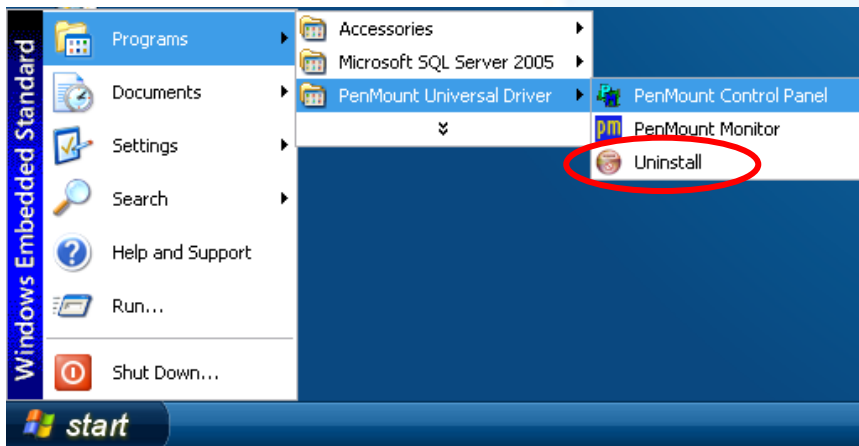 Windows Embedded Standard
Programs
Documents
Settings
Search
Help and Support
Run...
Shut Down...
Accessories
Microsoft SQL Server 2005
PenMount Universal Driver
PenMount Control Panel
pm PenMount Monitor
Uninstall
start